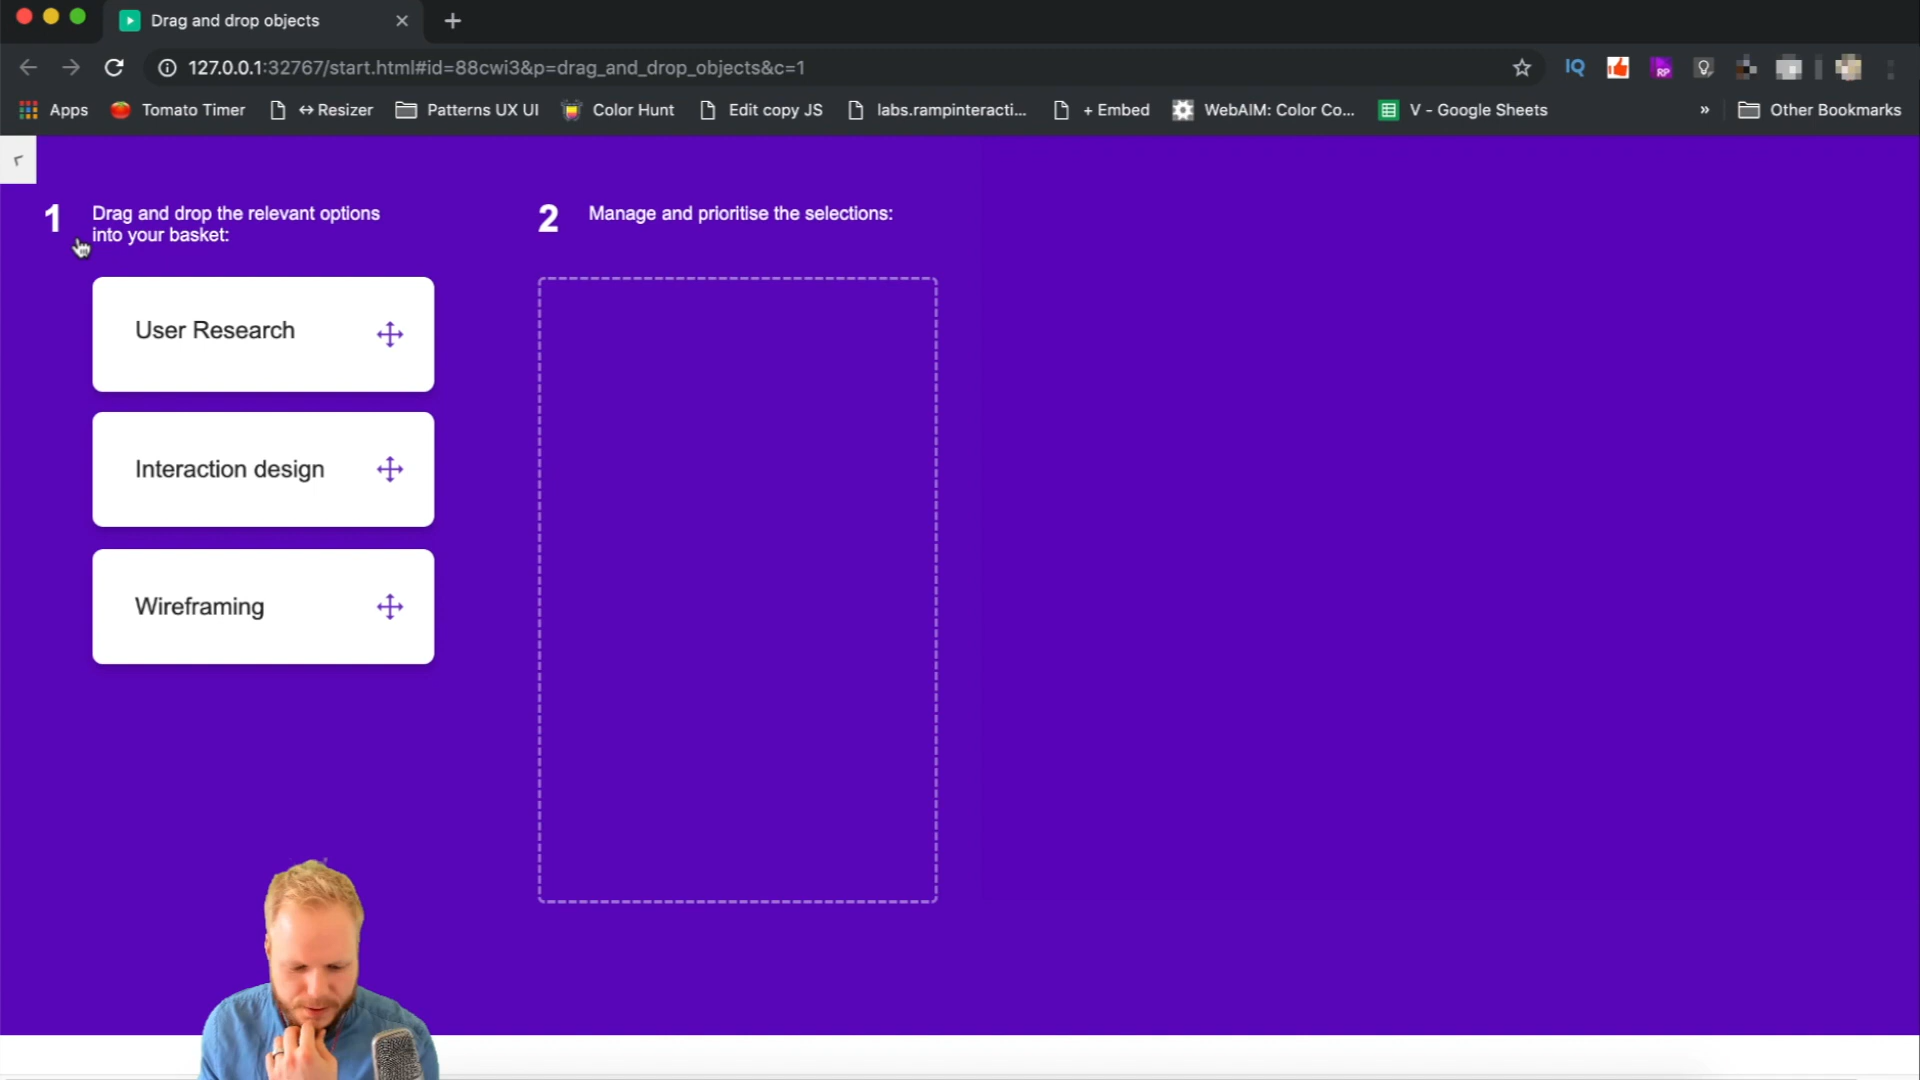 Drag and drop objects
127.0.0.1:32767/start.html#id=88cwi3&p=drag_and_drop_objects&c=1
IQ
RP
Apps
Tomato Timer
↔ Resizer
Patterns UX UI
Color Hunt
Edit copy JS
labs.rampinteracti...
+ Embed
WebAIM: Color Co...
V - Google Sheets
»
Other Bookmarks
1
Drag and drop the relevant options
into your basket:
2
Manage and prioritise the selections:
User Research
Interaction design
Wireframing